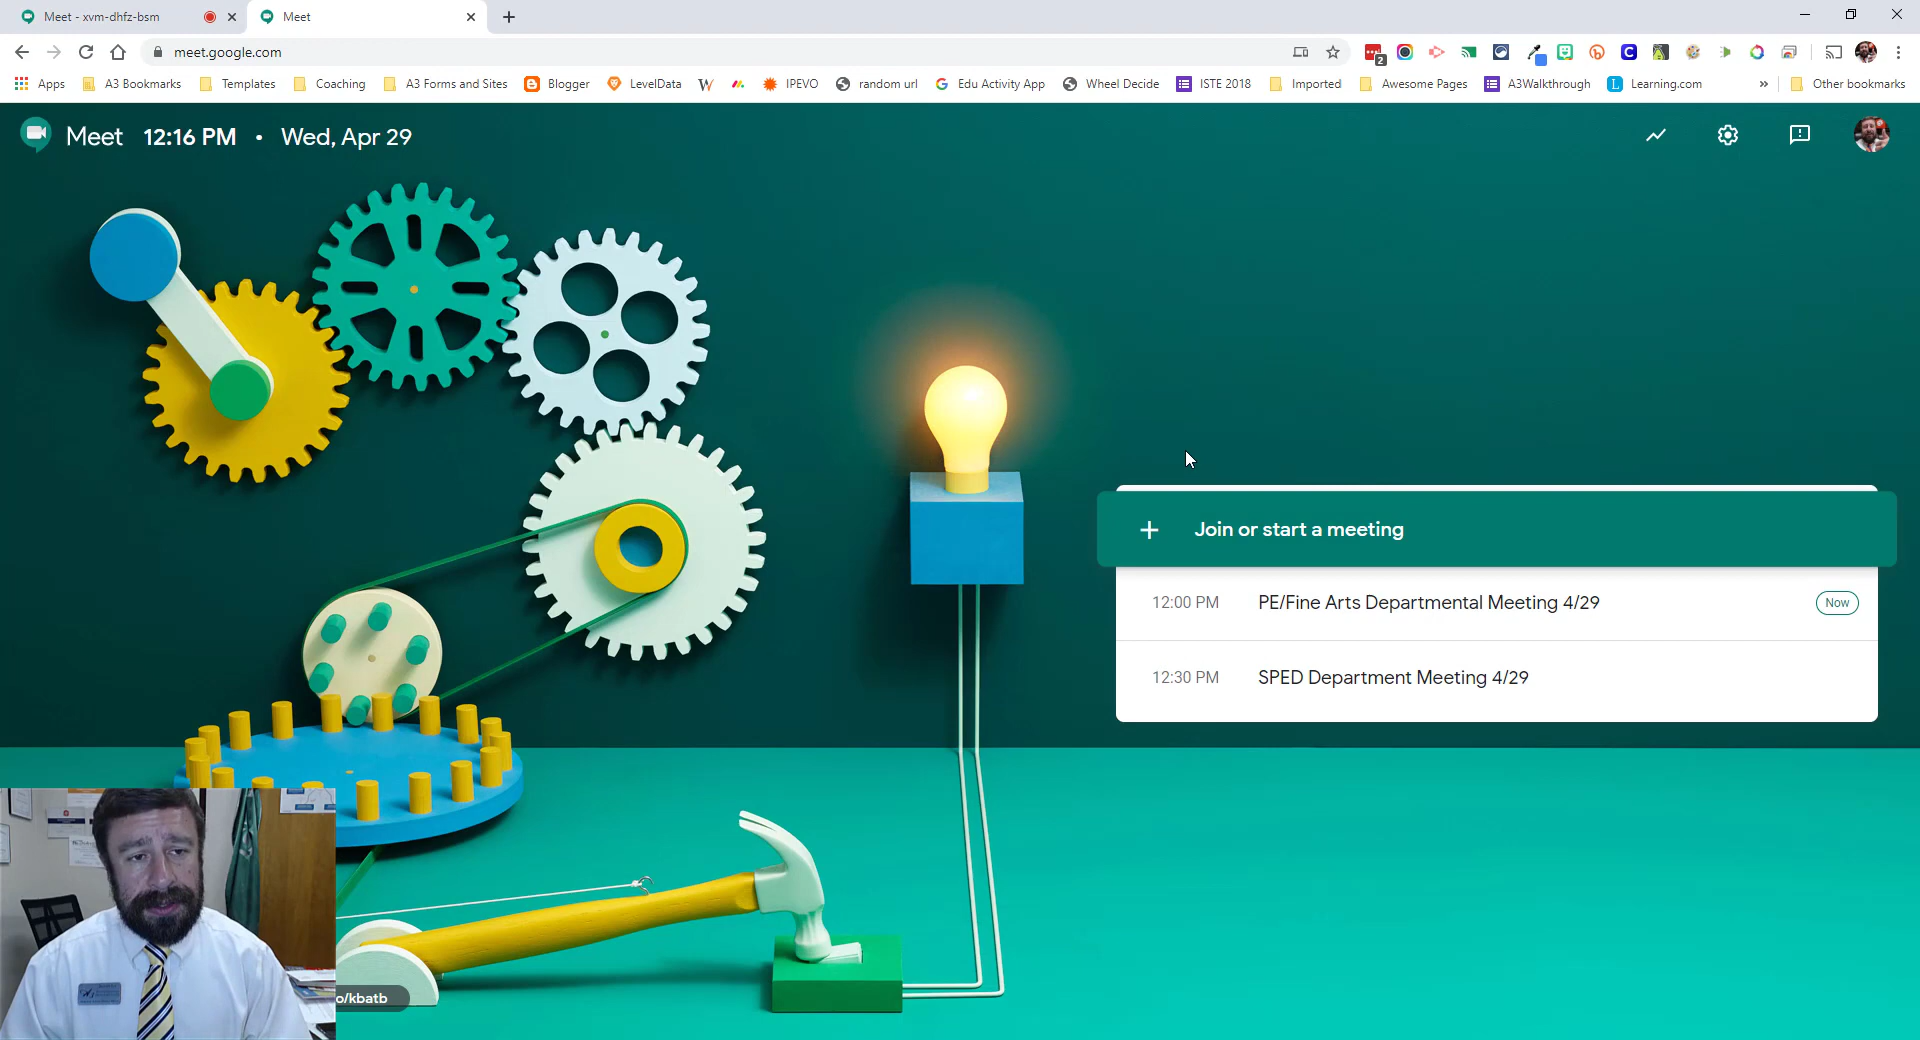 Meet - xvm-dhfz-bsm
Meet
meet.google.com
2
Apps A3 Bookmarks Templates Coaching A3 Forms and Sites Blogger LevelData IPEVO random url Edu Activity App Wheel Decide ISTE 2018 Imported Awesome Pages A3Walkthrough Learning.com » Other bookmarks
Meet 12:16 PM • Wed, Apr 29
+ Join or start a meeting
12:00 PM PE/Fine Arts Departmental Meeting 4/29 Now
12:30 PM SPED Department Meeting 4/29
o/kbatb